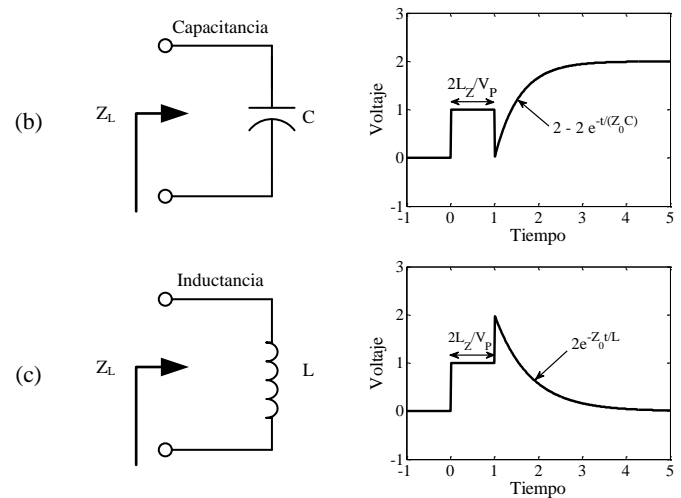 (b)
Capacitancia
Z_L
C
Voltaje
3
2
1
0
-1
2L_Z/V_P
2 - 2 e^-t/(Z_0C)
-1 0 1 2 3 4 5
Tiempo
(c)
Inductancia
Z_L
L
Voltaje
3
2
1
0
-1
2L_Z/V_P
2e^-Z_0t/L
-1 0 1 2 3 4 5
Tiempo